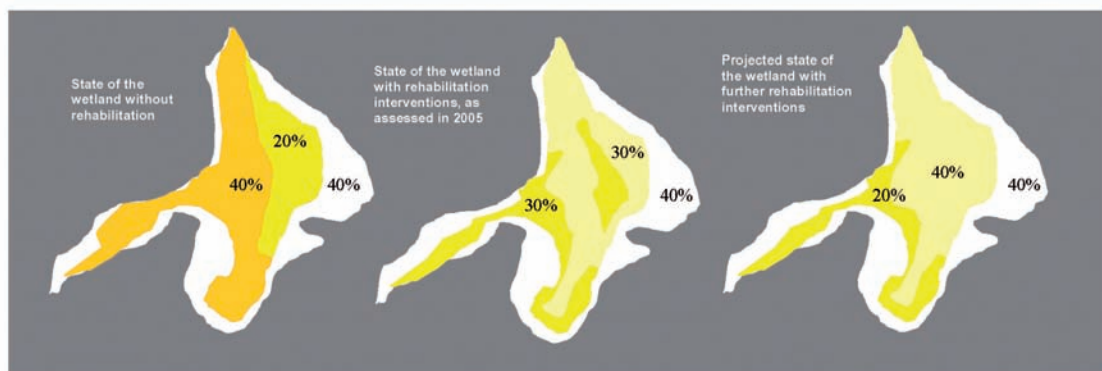 State of the
wetland without
rehabilitation
20%
40%
40%
State of the wetland
with rehabilitation
interventions, as
assessed in 2005
30%
30%
40%
Projected state of
the wetland with
further rehabilitation
interventions
40%
20%
40%